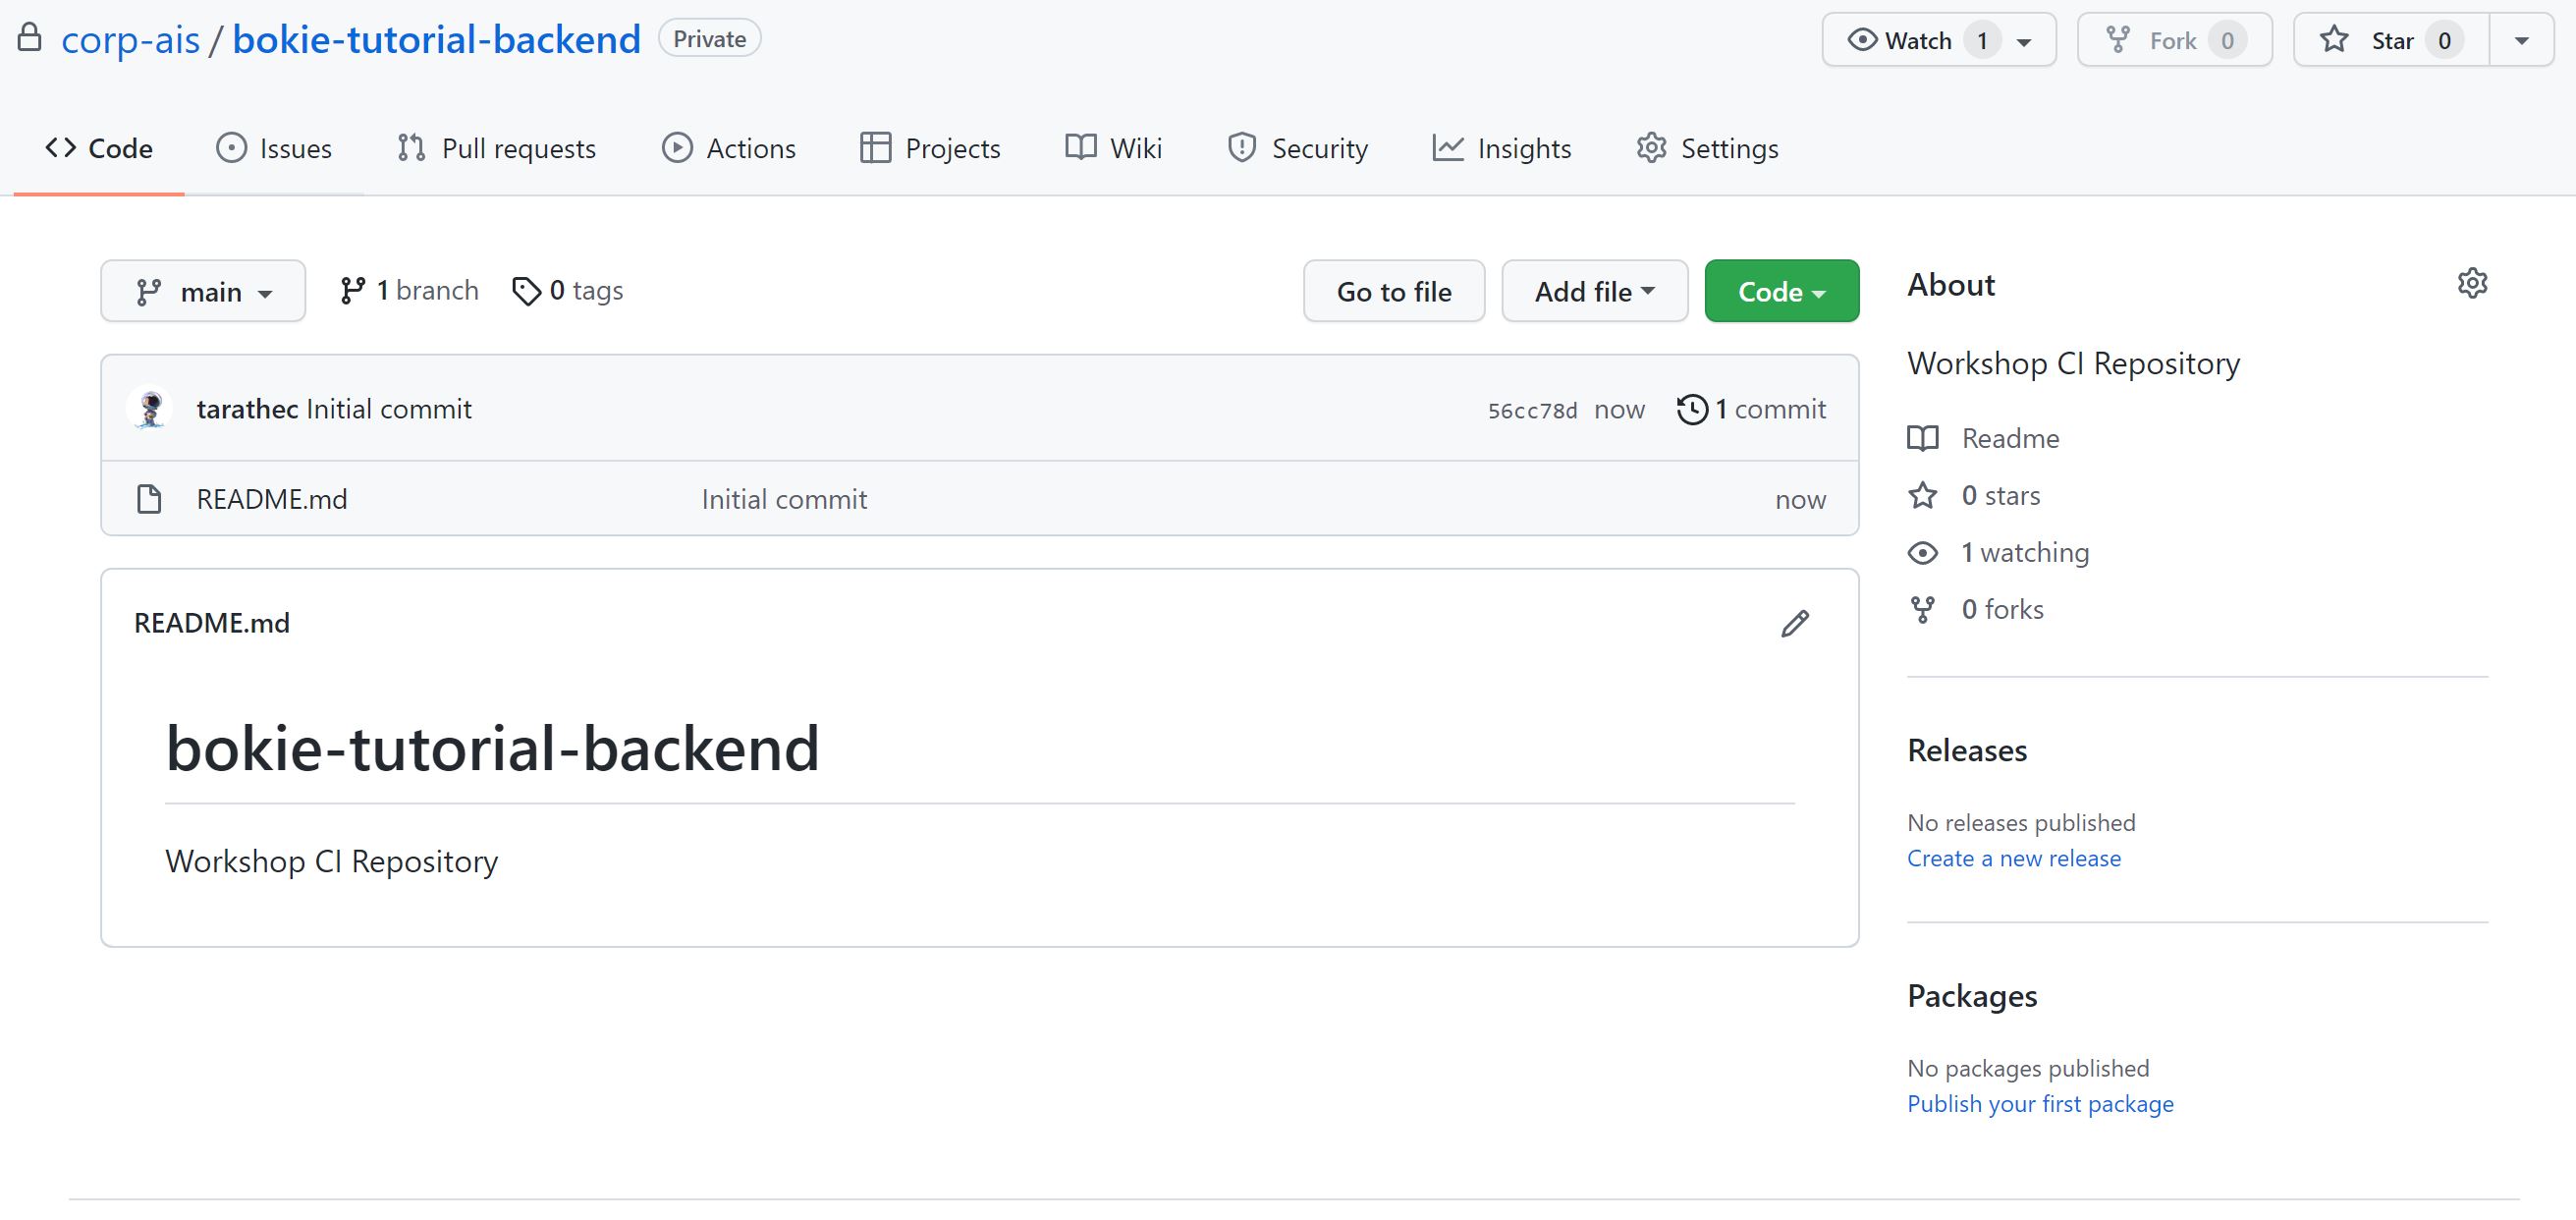 corp-ais / bokie-tutorial-backend Private
Watch 1 Fork 0 Star 0
Code Issues Pull requests Actions Projects Wiki Security Insights Settings
main 1 branch 0 tags Go to file Add file Code
tarathec Initial commit 56cc78d now 1 commit
README.md Initial commit now
README.md
bokie-tutorial-backend
Workshop CI Repository
About
Workshop CI Repository
Readme
0 stars
1 watching
0 forks
Releases
No releases published
Create a new release
Packages
No packages published
Publish your first package